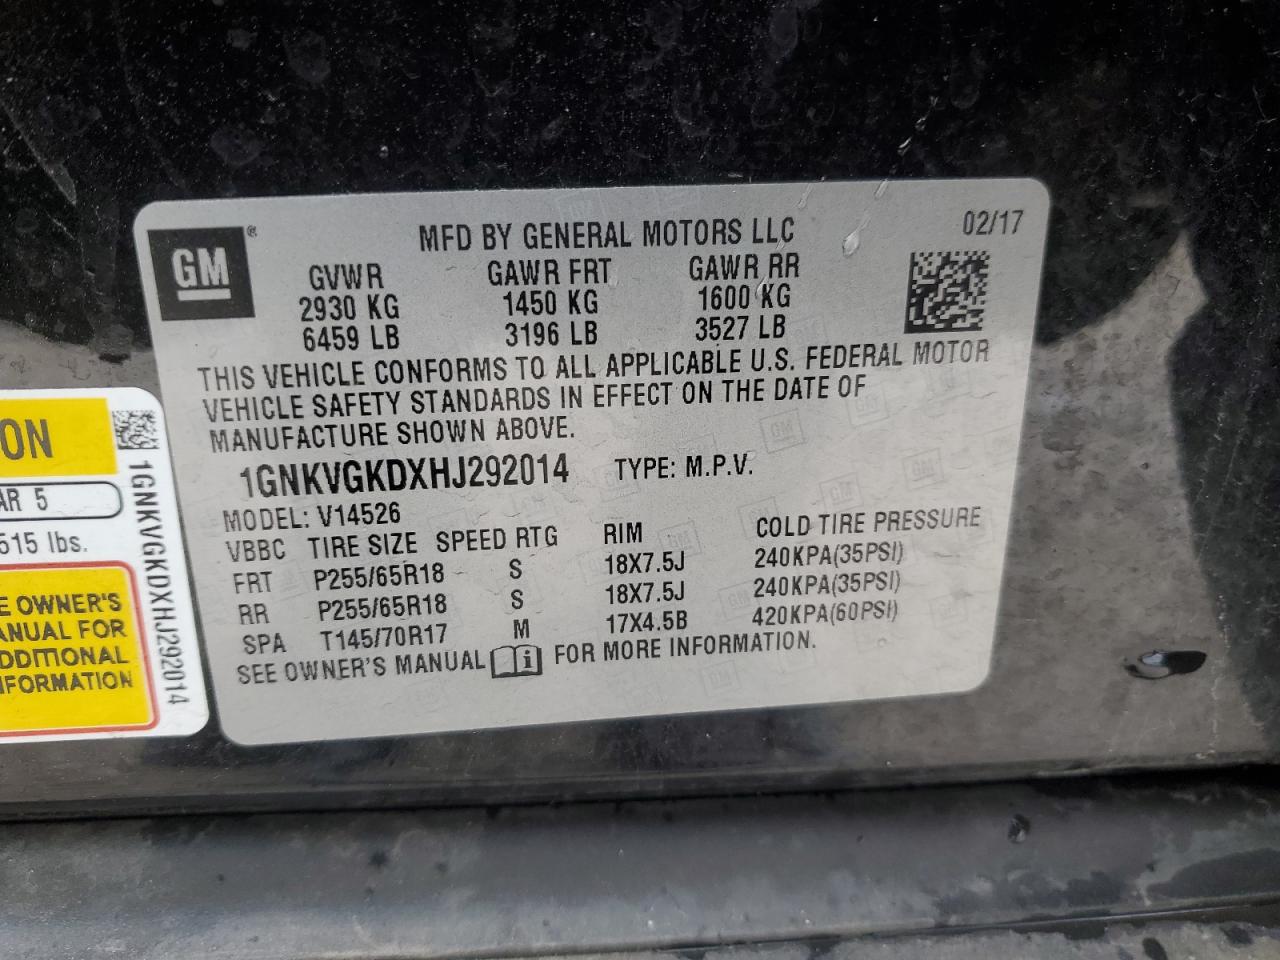 GM ®
MFD BY GENERAL MOTORS LLC
02/17
GVWR GAWR FRT GAWR RR
2930 KG 1450 KG 1600 KG
6459 LB 3196 LB 3527 LB
THIS VEHICLE CONFORMS TO ALL APPLICABLE U.S. FEDERAL MOTOR
VEHICLE SAFETY STANDARDS IN EFFECT ON THE DATE OF
MANUFACTURE SHOWN ABOVE.
1GNKVGKDXHJ292014 TYPE: M.P.V.
MODEL: V14526
VBBC TIRE SIZE SPEED RTG RIM COLD TIRE PRESSURE
FRT P255/65R18 S 18X7.5J 240KPA(35PSI)
RR P255/65R18 S 18X7.5J 240KPA(35PSI)
SPA T145/70R17 M 17X4.5B 420KPA(60PSI)
SEE OWNER'S MANUAL i FOR MORE INFORMATION.
ON
AR 5
515 lbs.
E OWNER'S
ANUAL FOR
DDITIONAL
FORMATION
1GNKVGKDXHJ292014